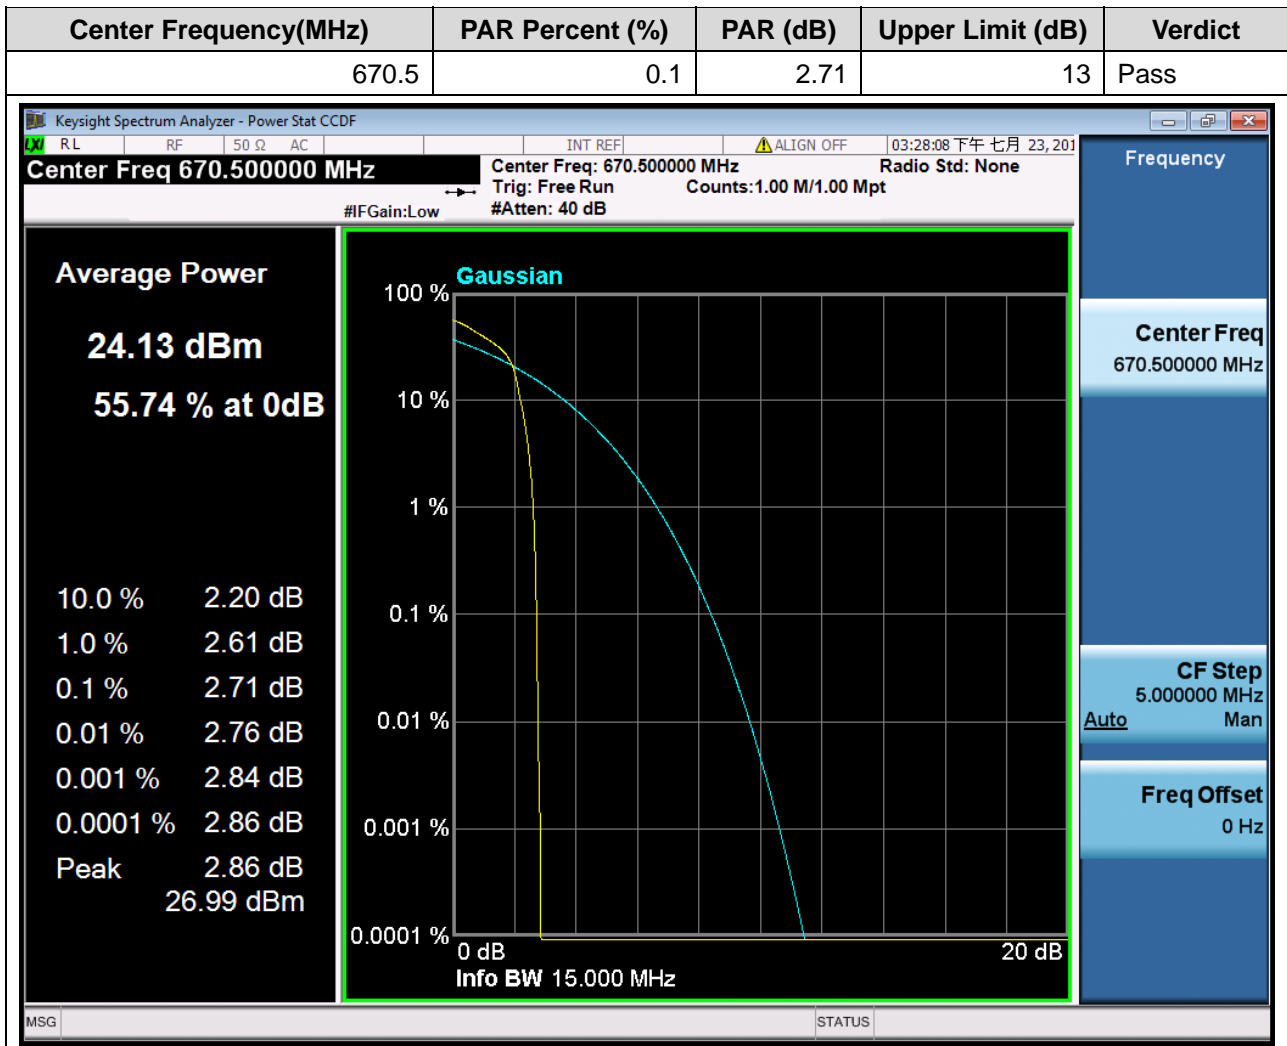 Center Frequency(MHz) PAR Percent (%) PAR (dB) Upper Limit (dB) Verdict
670.5 0.1 2.71 13 Pass
Keysight Spectrum Analyzer - Power Stat CCDF
LXI RL RF 50 Ω AC INT REF ALIGN OFF 03:28:08 下午 七月 23, 201
Center Freq 670.500000 MHz
Center Freq: 670.500000 MHz Radio Std: None
Trig: Free Run Counts:1.00 M/1.00 Mpt
#IFGain:Low #Atten: 40 dB
Frequency
Average Power
24.13 dBm
55.74 % at 0dB
10.0 % 2.20 dB
1.0 % 2.61 dB
0.1 % 2.71 dB
0.01 % 2.76 dB
0.001 % 2.84 dB
0.0001 % 2.86 dB
Peak 2.86 dB
26.99 dBm
Gaussian
100 %
10 %
1 %
0.1 %
0.01 %
0.001 %
0.0001 %
0 dB 20 dB
Info BW 15.000 MHz
Center Freq
670.500000 MHz
CF Step
5.000000 MHz
Auto Man
Freq Offset
0 Hz
MSG STATUS